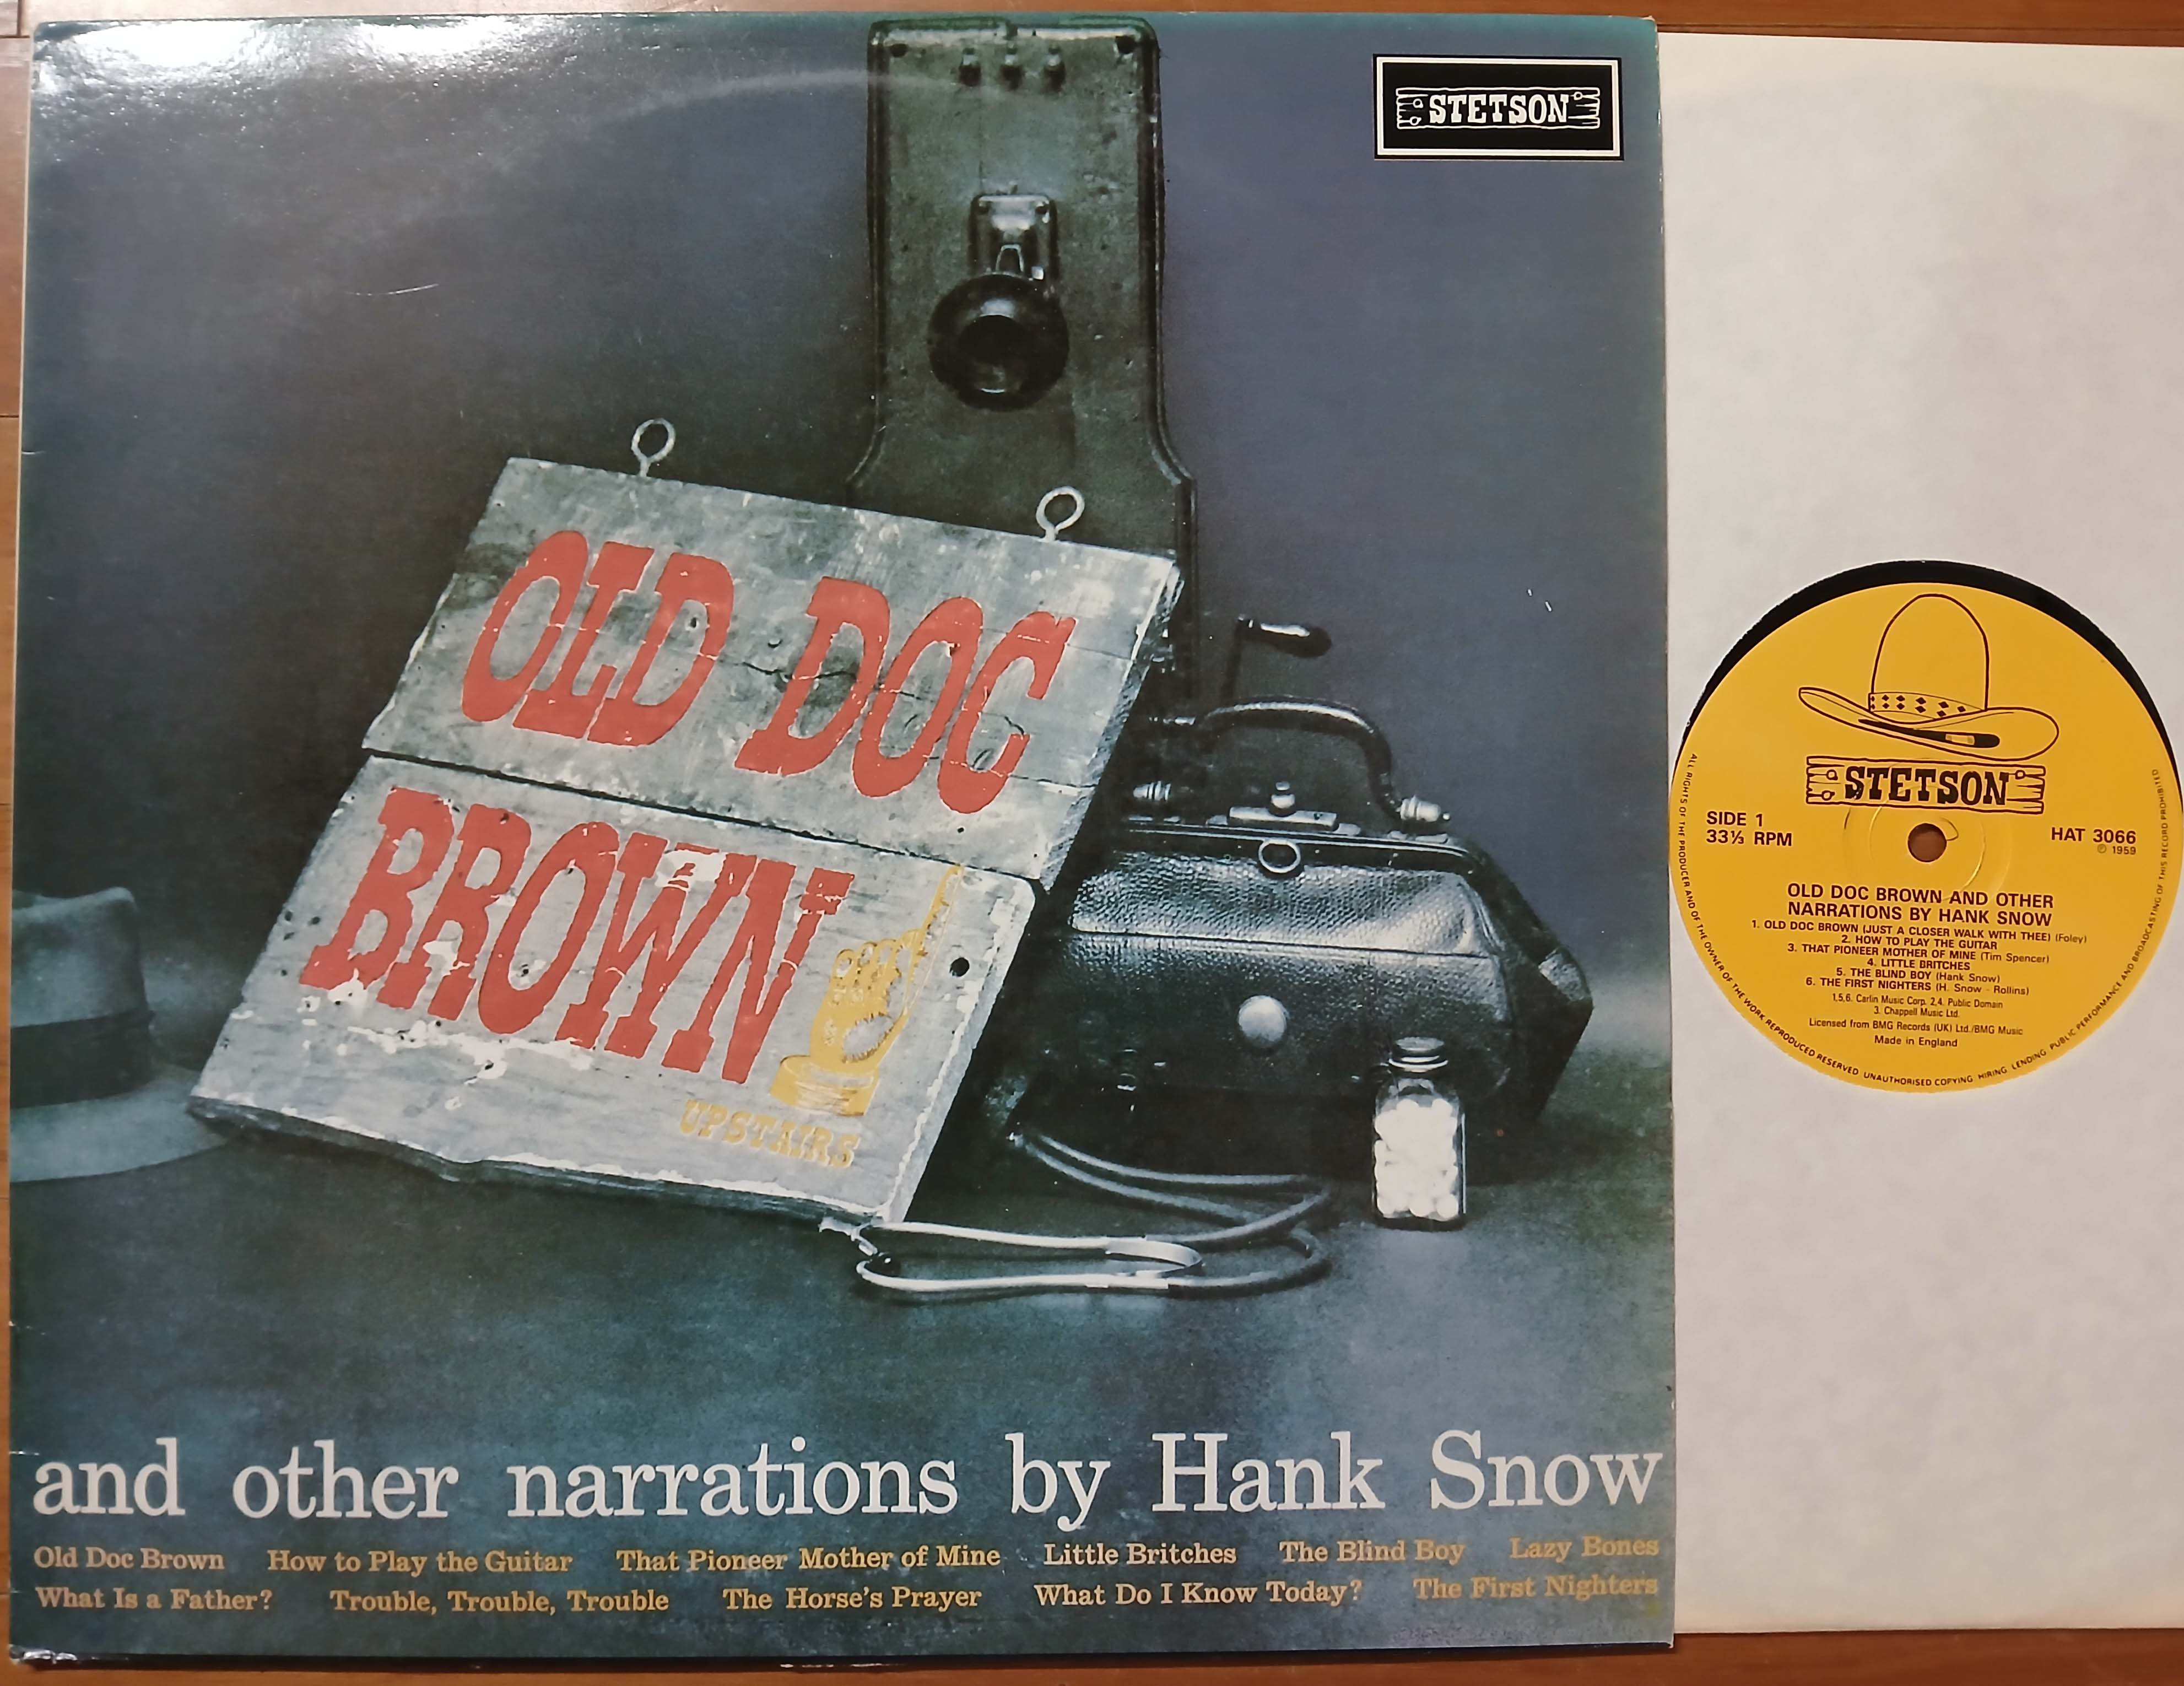 STETSON
OLD DOC
BROWN
UPSTAIRS
and other narrations by Hank Snow
Old Doc Brown How to Play the Guitar That Pioneer Mother of Mine Little Britches The Blind Boy Lazy Bones
What Is a Father? Trouble, Trouble, Trouble The Horse's Prayer What Do I Know Today? The First Nighters
STETSON
SIDE 1
33⅓ RPM
HAT 3066
℗ 1959
OLD DOC BROWN AND OTHER
NARRATIONS BY HANK SNOW
1. OLD DOC BROWN (JUST A CLOSER WALK WITH THEE) (Foley)
2. HOW TO PLAY THE GUITAR
3. THAT PIONEER MOTHER OF MINE (Tim Spencer)
4. LITTLE BRITCHES
5. THE BLIND BOY (Hank Snow)
6. THE FIRST NIGHTERS (H. Snow - Rollins)
1,5,6. Carlin Music Corp. 2,4. Public Domain
3. Chappell Music Ltd.
Licensed from BMG Records (UK) Ltd./BMG Music
Made in England
ALL RIGHTS OF THE PRODUCER AND OF THE OWNER OF THE WORK REPRODUCED RESERVED. UNAUTHORISED COPYING, HIRING, LENDING, PUBLIC PERFORMANCE AND BROADCASTING OF THIS RECORD PROHIBITED